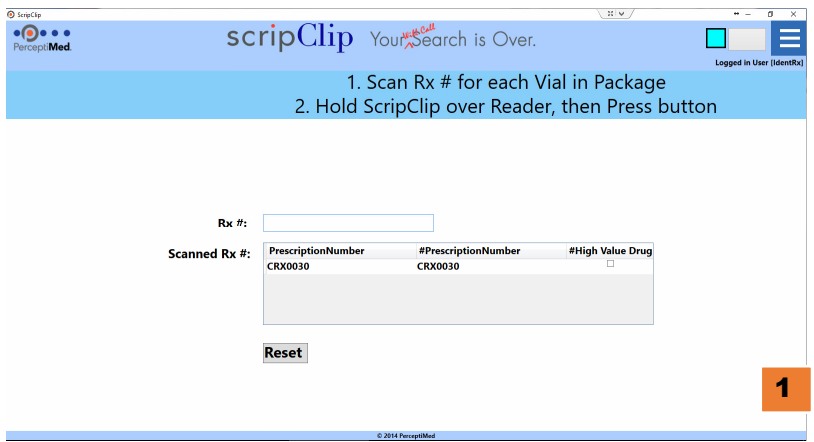 ScripClip
PerceptiMed.
scripClip Your Will Call Search is Over.
Logged in User [IdentRx]
1. Scan Rx # for each Vial in Package
2. Hold ScripClip over Reader, then Press button
Rx #:
Scanned Rx #:
PrescriptionNumber #PrescriptionNumber #High Value Drug
CRX0030 CRX0030
Reset
1
© 2014 PerceptiMed